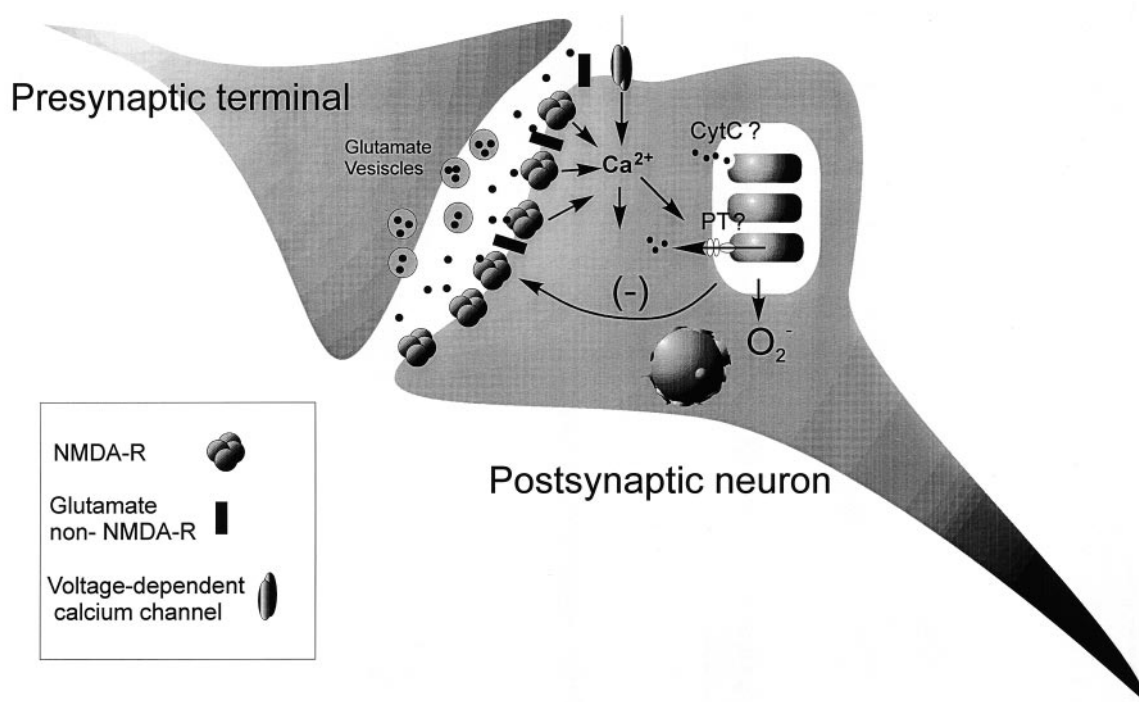 Presynaptic terminal
Glutamate
Vesiscles
Ca²⁺
CytC ?
PT?
(-)
O₂⁻
Postsynaptic neuron
NMDA-R
Glutamate
non- NMDA-R
Voltage-dependent
calcium channel